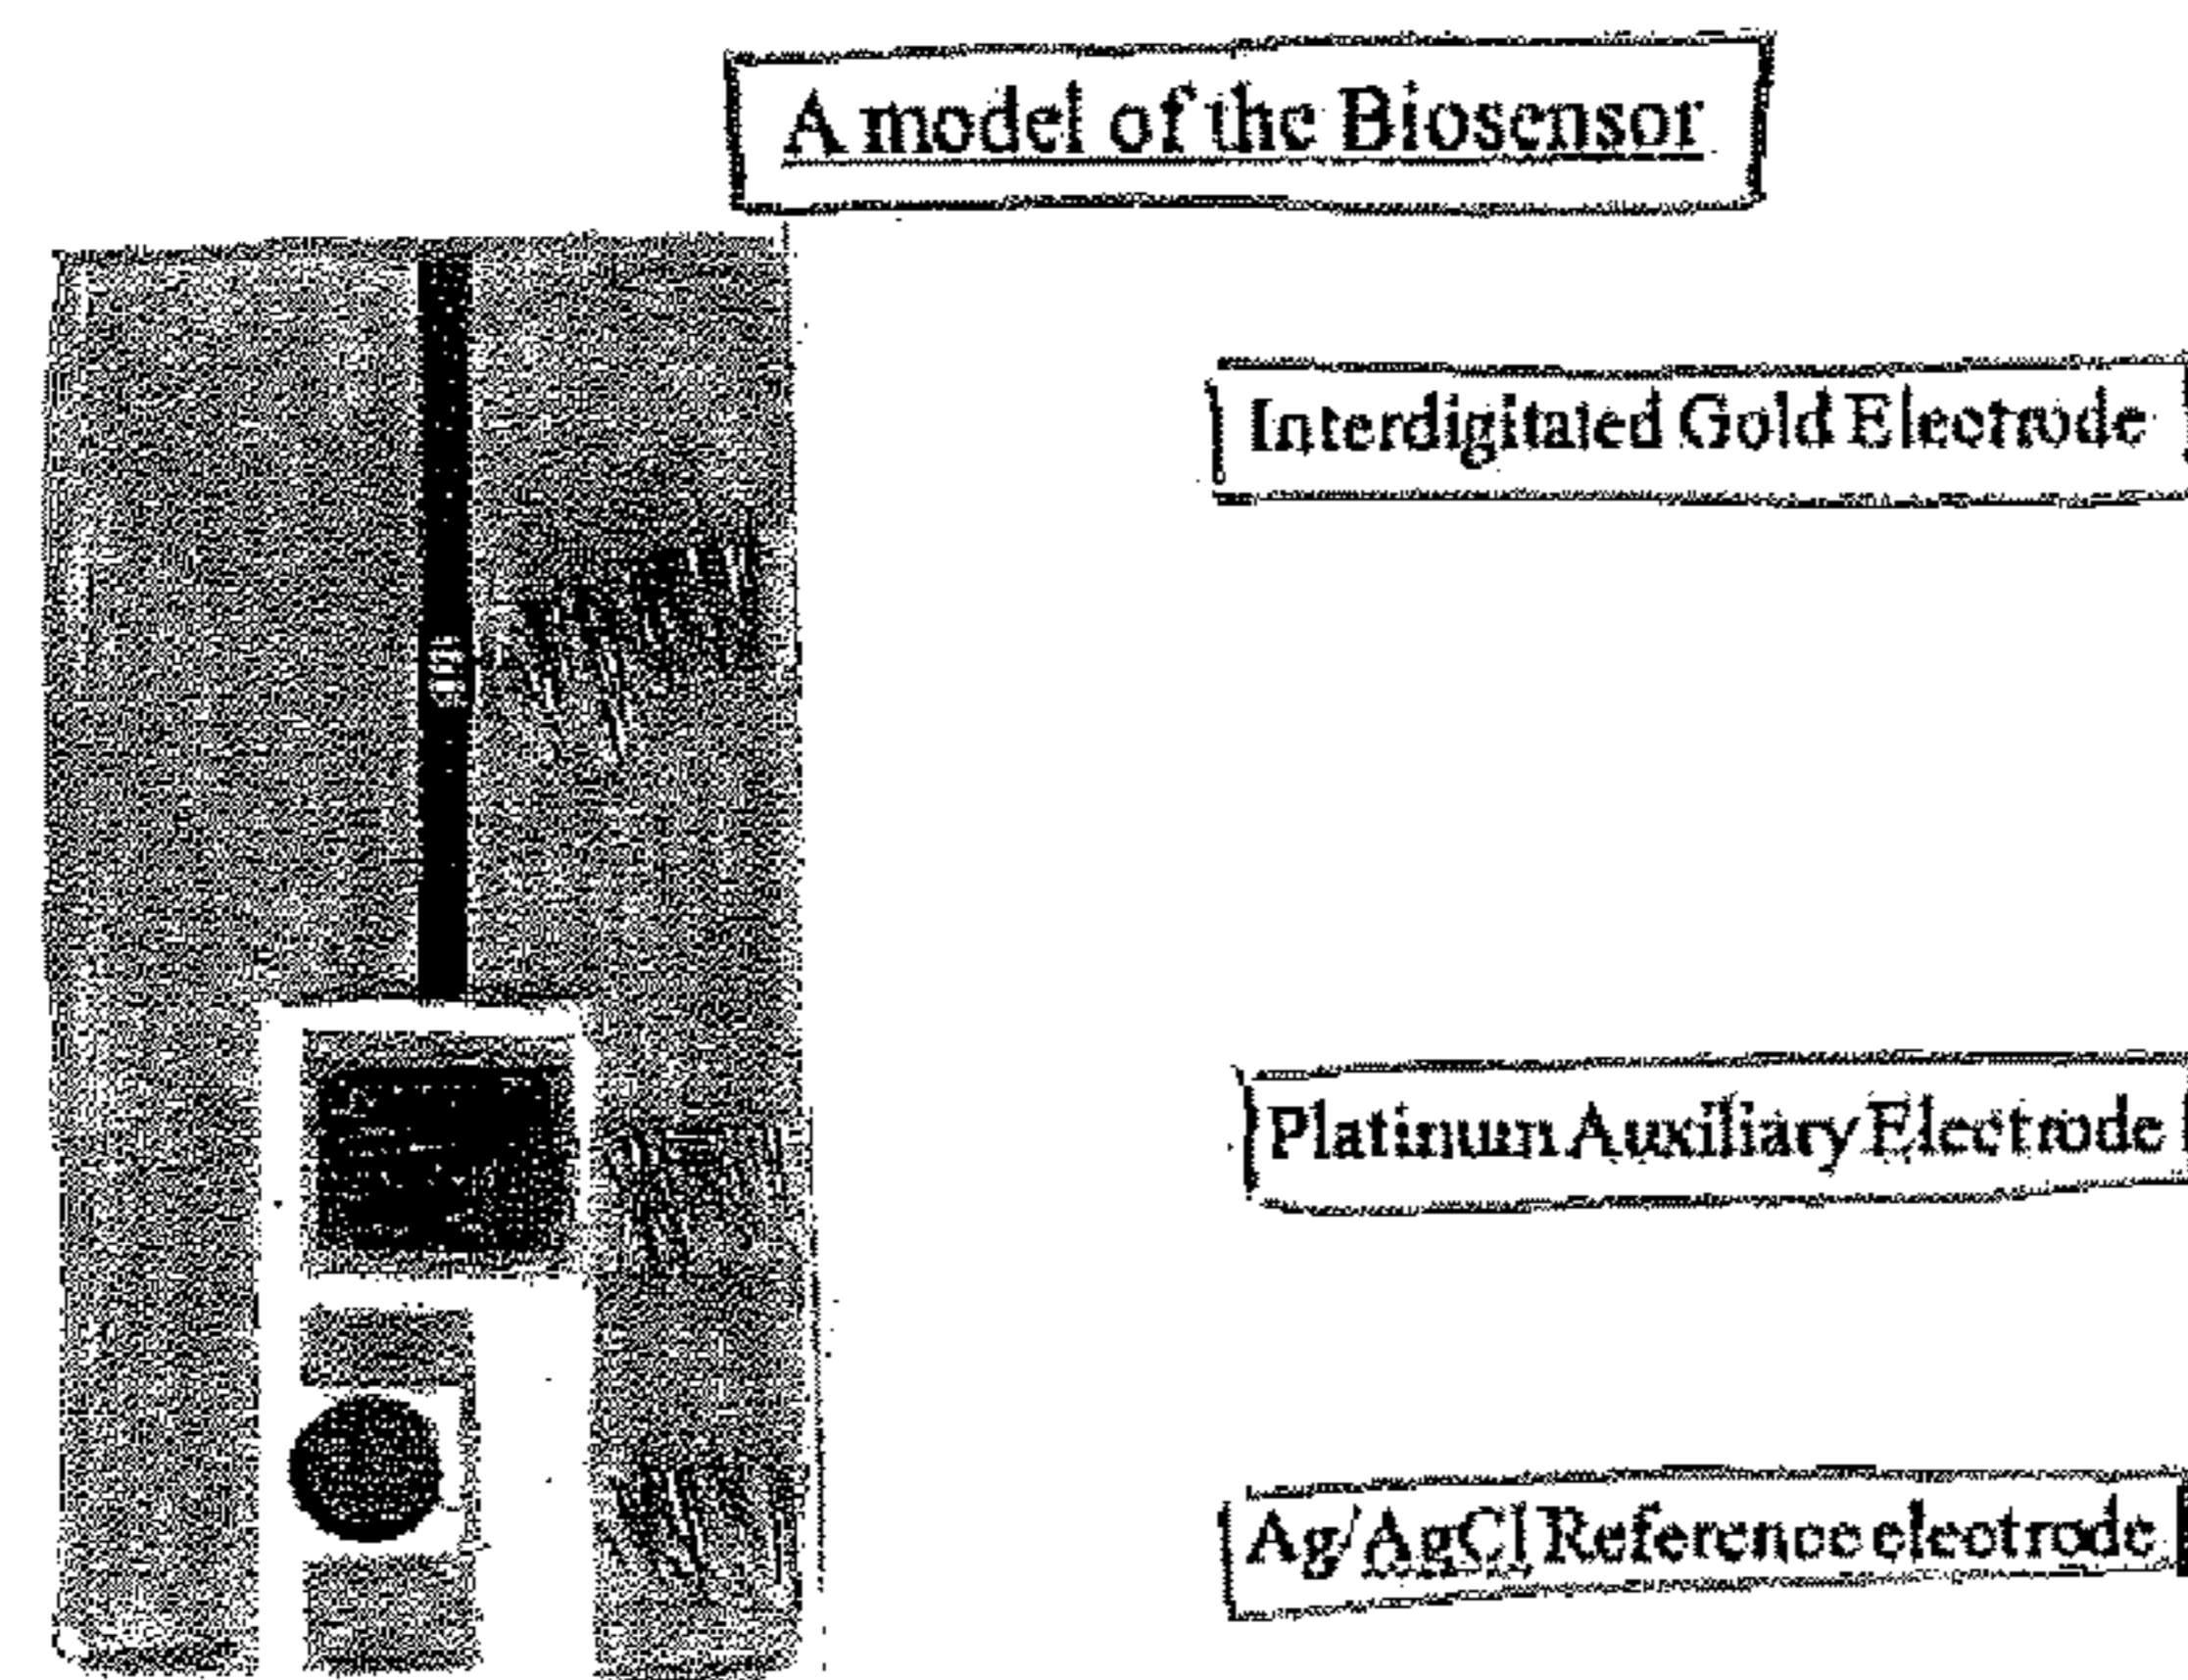 A model of the Biosensor
Interdigitated Gold Electrode
Platinum Auxiliary Electrode
Ag/AgCl Reference electrode